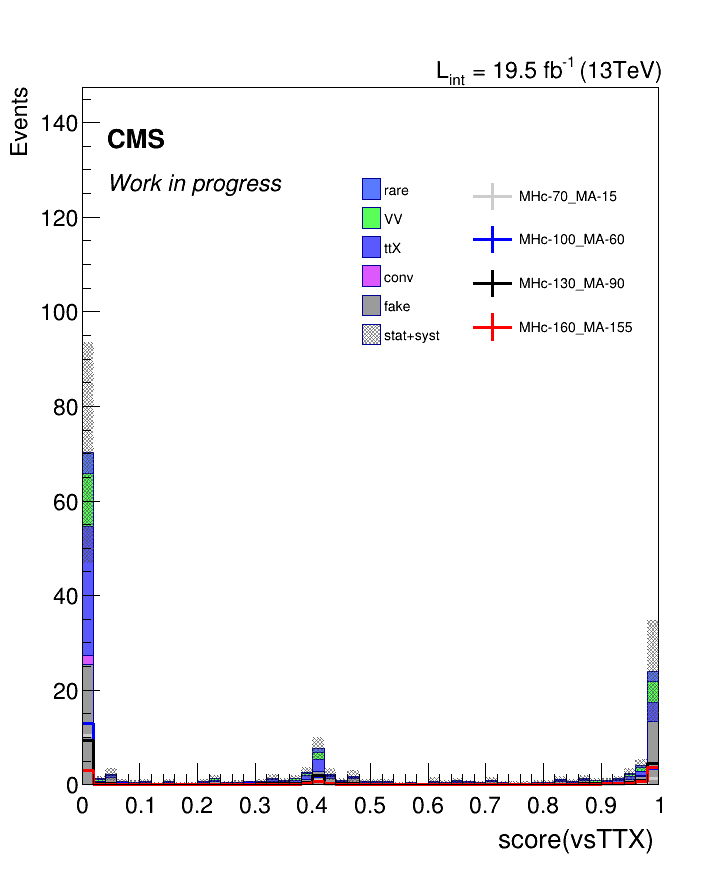 L_int = 19.5 fb^-1 (13TeV)
Events
CMS
Work in progress
rare
VV
ttX
conv
fake
stat+syst
MHc-70_MA-15
MHc-100_MA-60
MHc-130_MA-90
MHc-160_MA-155
140
120
100
80
60
40
20
0
0 0.1 0.2 0.3 0.4 0.5 0.6 0.7 0.8 0.9 1
score(vsTTX)